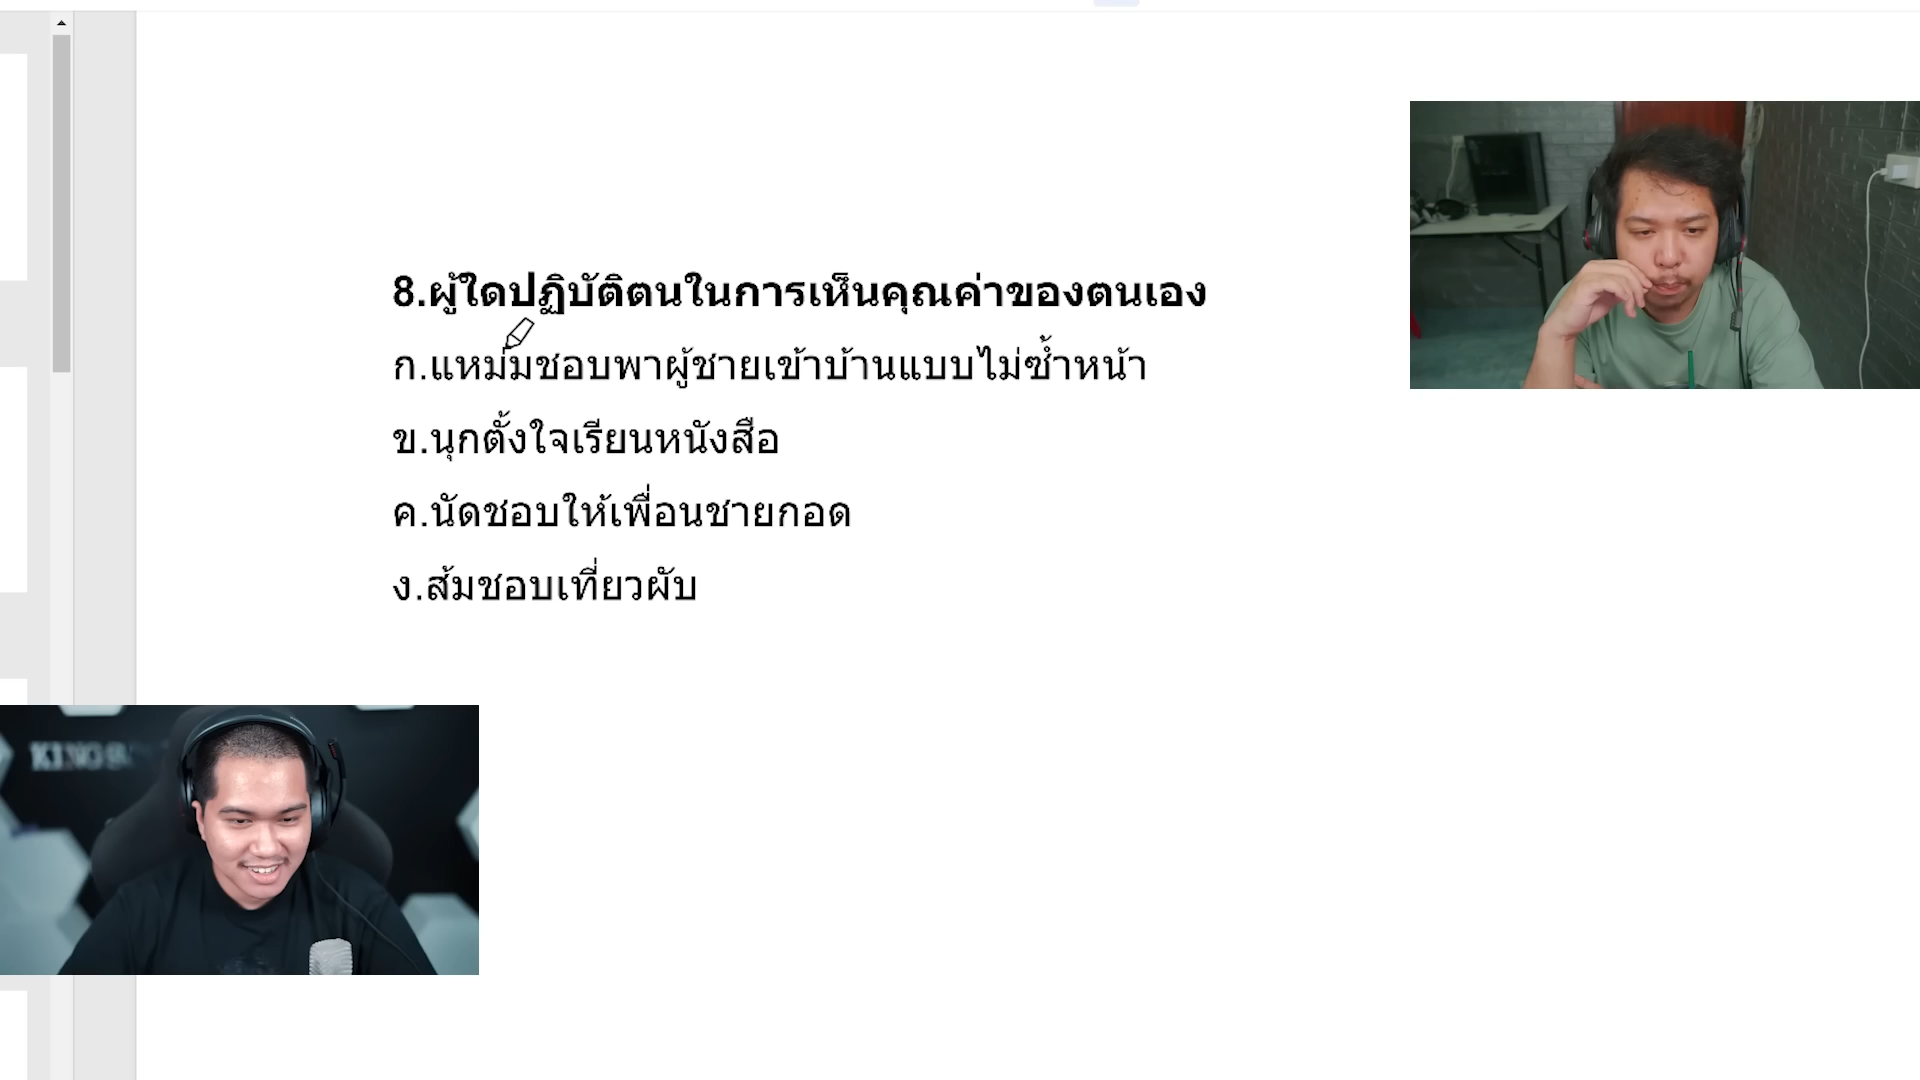 8.ผู้ใดปฏิบัติตนในการเห็นคุณค่าของตนเอง
ก.แหม่มชอบพาผู้ชายเข้าบ้านแบบไม่ซ้ำหน้า
ข.นุกตั้งใจเรียนหนังสือ
ค.นัดชอบให้เพื่อนชายกอด
ง.ส้มชอบเที่ยวผับ